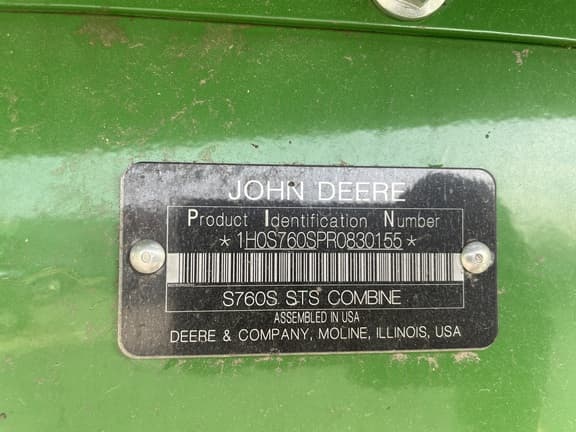 JOHN DEERE
Product Identification Number
*1H0S760SPR0830155*
S760S STS COMBINE
ASSEMBLED IN USA
DEERE & COMPANY, MOLINE, ILLINOIS, USA